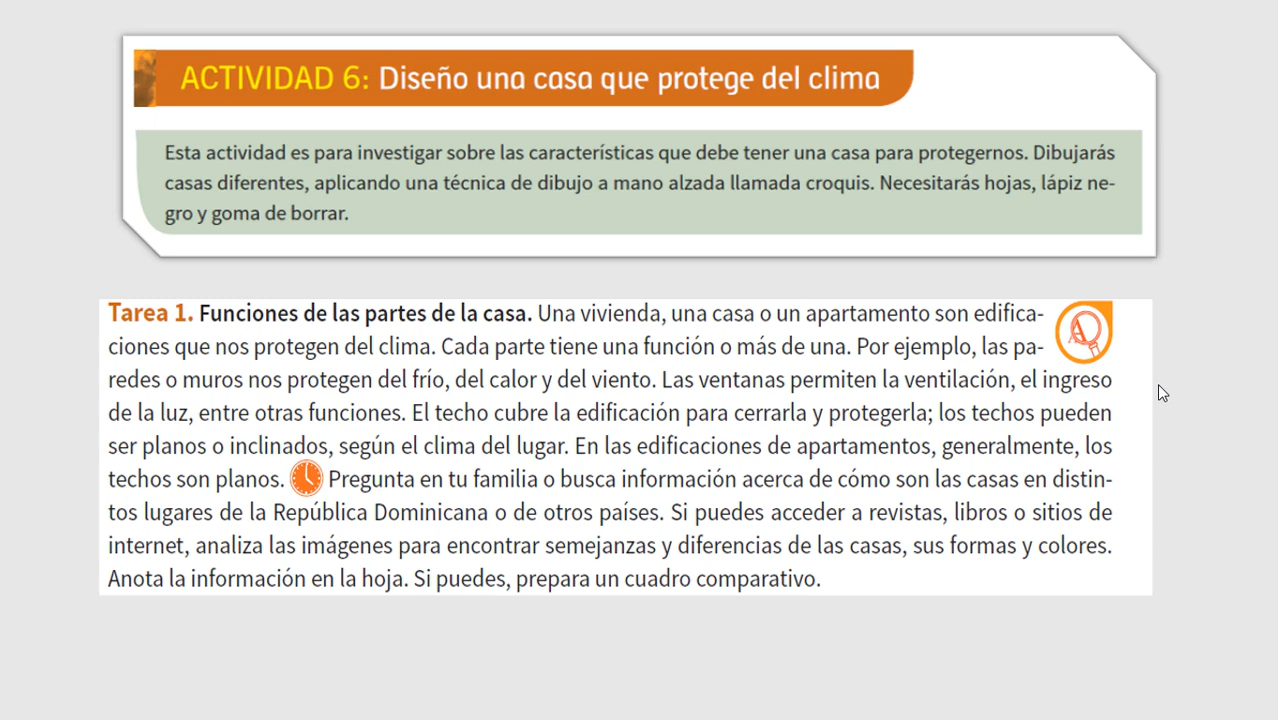 ACTIVIDAD 6: Diseño una casa que protege del clima
Esta actividad es para investigar sobre las características que debe tener una casa para protegernos. Dibujarás
casas diferentes, aplicando una técnica de dibujo a mano alzada llamada croquis. Necesitarás hojas, lápiz ne-
gro y goma de borrar.
Tarea 1. Funciones de las partes de la casa. Una vivienda, una casa o un apartamento son edifica-
ciones que nos protegen del clima. Cada parte tiene una función o más de una. Por ejemplo, las pa-
redes o muros nos protegen del frío, del calor y del viento. Las ventanas permiten la ventilación, el ingreso
de la luz, entre otras funciones. El techo cubre la edificación para cerrarla y protegerla; los techos pueden
ser planos o inclinados, según el clima del lugar. En las edificaciones de apartamentos, generalmente, los
techos son planos. Pregunta en tu familia o busca información acerca de cómo son las casas en distin-
tos lugares de la República Dominicana o de otros países. Si puedes acceder a revistas, libros o sitios de
internet, analiza las imágenes para encontrar semejanzas y diferencias de las casas, sus formas y colores.
Anota la información en la hoja. Si puedes, prepara un cuadro comparativo.